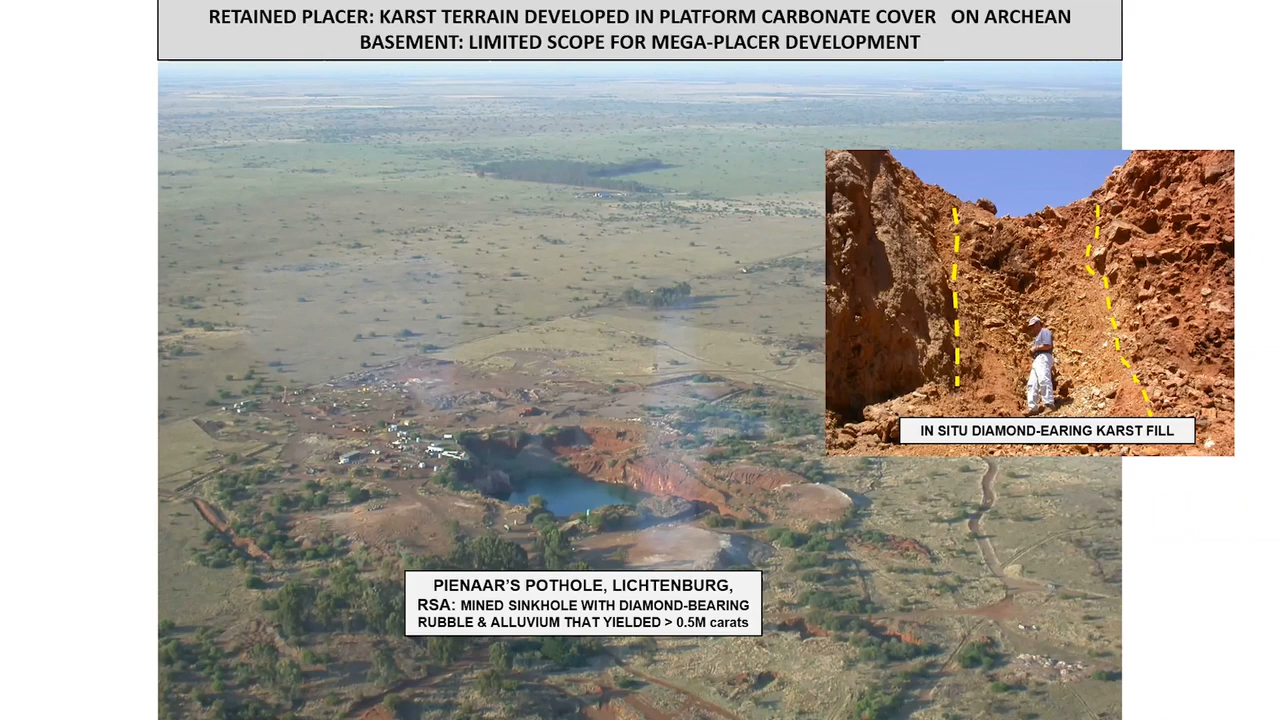 RETAINED PLACER: KARST TERRAIN DEVELOPED IN PLATFORM CARBONATE COVER ON ARCHEAN
BASEMENT: LIMITED SCOPE FOR MEGA-PLACER DEVELOPMENT
IN SITU DIAMOND-EARING KARST FILL
PIENAAR'S POTHOLE, LICHTENBURG,
RSA: MINED SINKHOLE WITH DIAMOND-BEARING
RUBBLE & ALLUVIUM THAT YIELDED > 0.5M carats